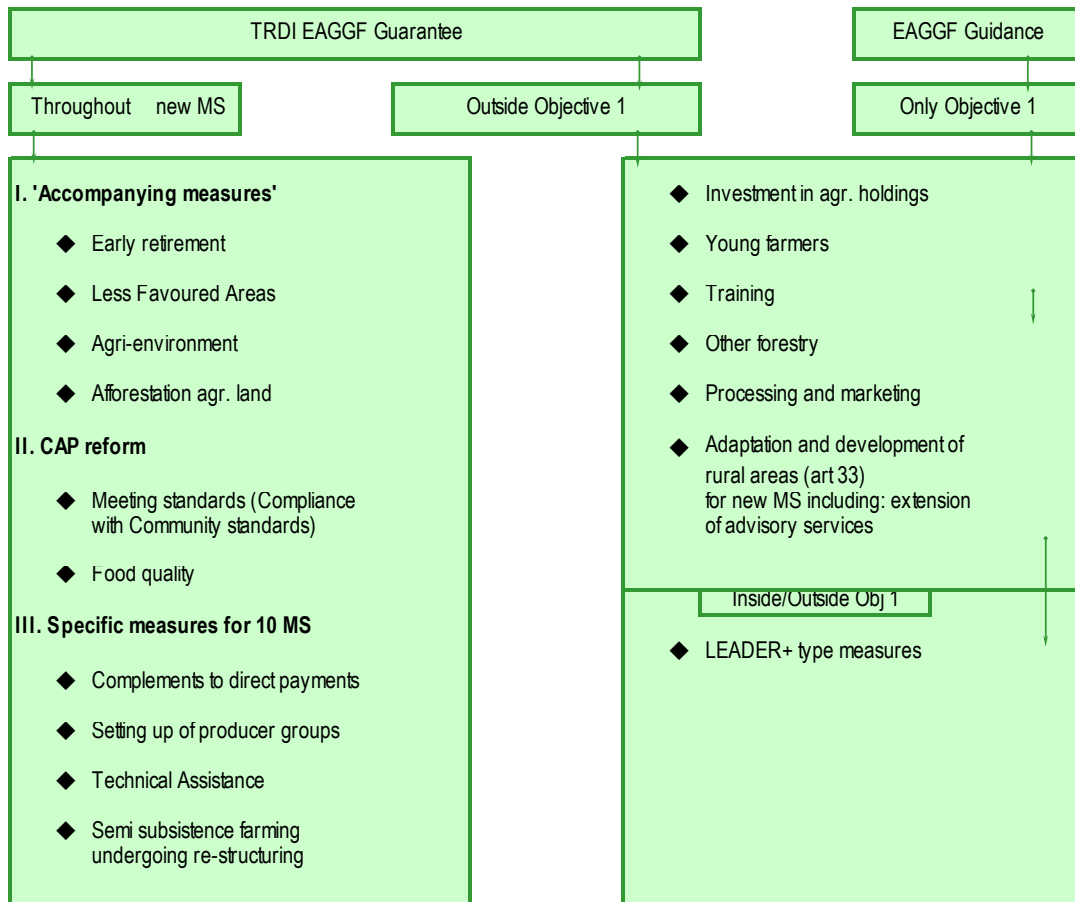 TRDI EAGGF Guarantee
EAGGF Guidance
Throughout new MS
Outside Objective 1
Only Objective 1
I. 'Accompanying measures'
◆ Early retirement
◆ Less Favoured Areas
◆ Agri-environment
◆ Afforestation agr. land
II. CAP reform
◆ Meeting standards (Compliance
with Community standards)
◆ Food quality
III. Specific measures for 10 MS
◆ Complements to direct payments
◆ Setting up of producer groups
◆ Technical Assistance
◆ Semi subsistence farming
undergoing re-structuring
◆ Investment in agr. holdings
◆ Young farmers
◆ Training
◆ Other forestry
◆ Processing and marketing
◆ Adaptation and development of
rural areas (art 33)
for new MS including: extension
of advisory services
Inside/Outside Obj 1
◆ LEADER+ type measures